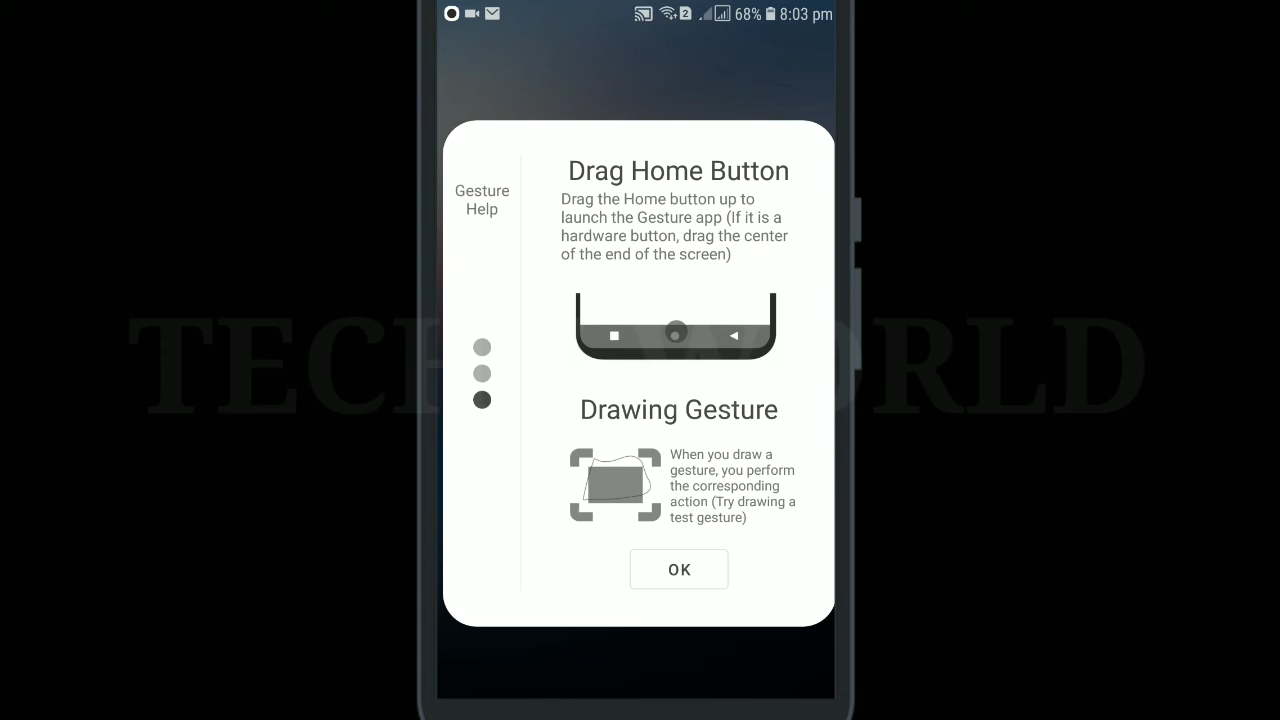 2
68%
8:03 pm
Gesture
Help
Drag Home Button
Drag the Home button up to
launch the Gesture app (If it is a
hardware button, drag the center
of the end of the screen)
Drawing Gesture
When you draw a
gesture, you perform
the corresponding
action (Try drawing a
test gesture)
OK